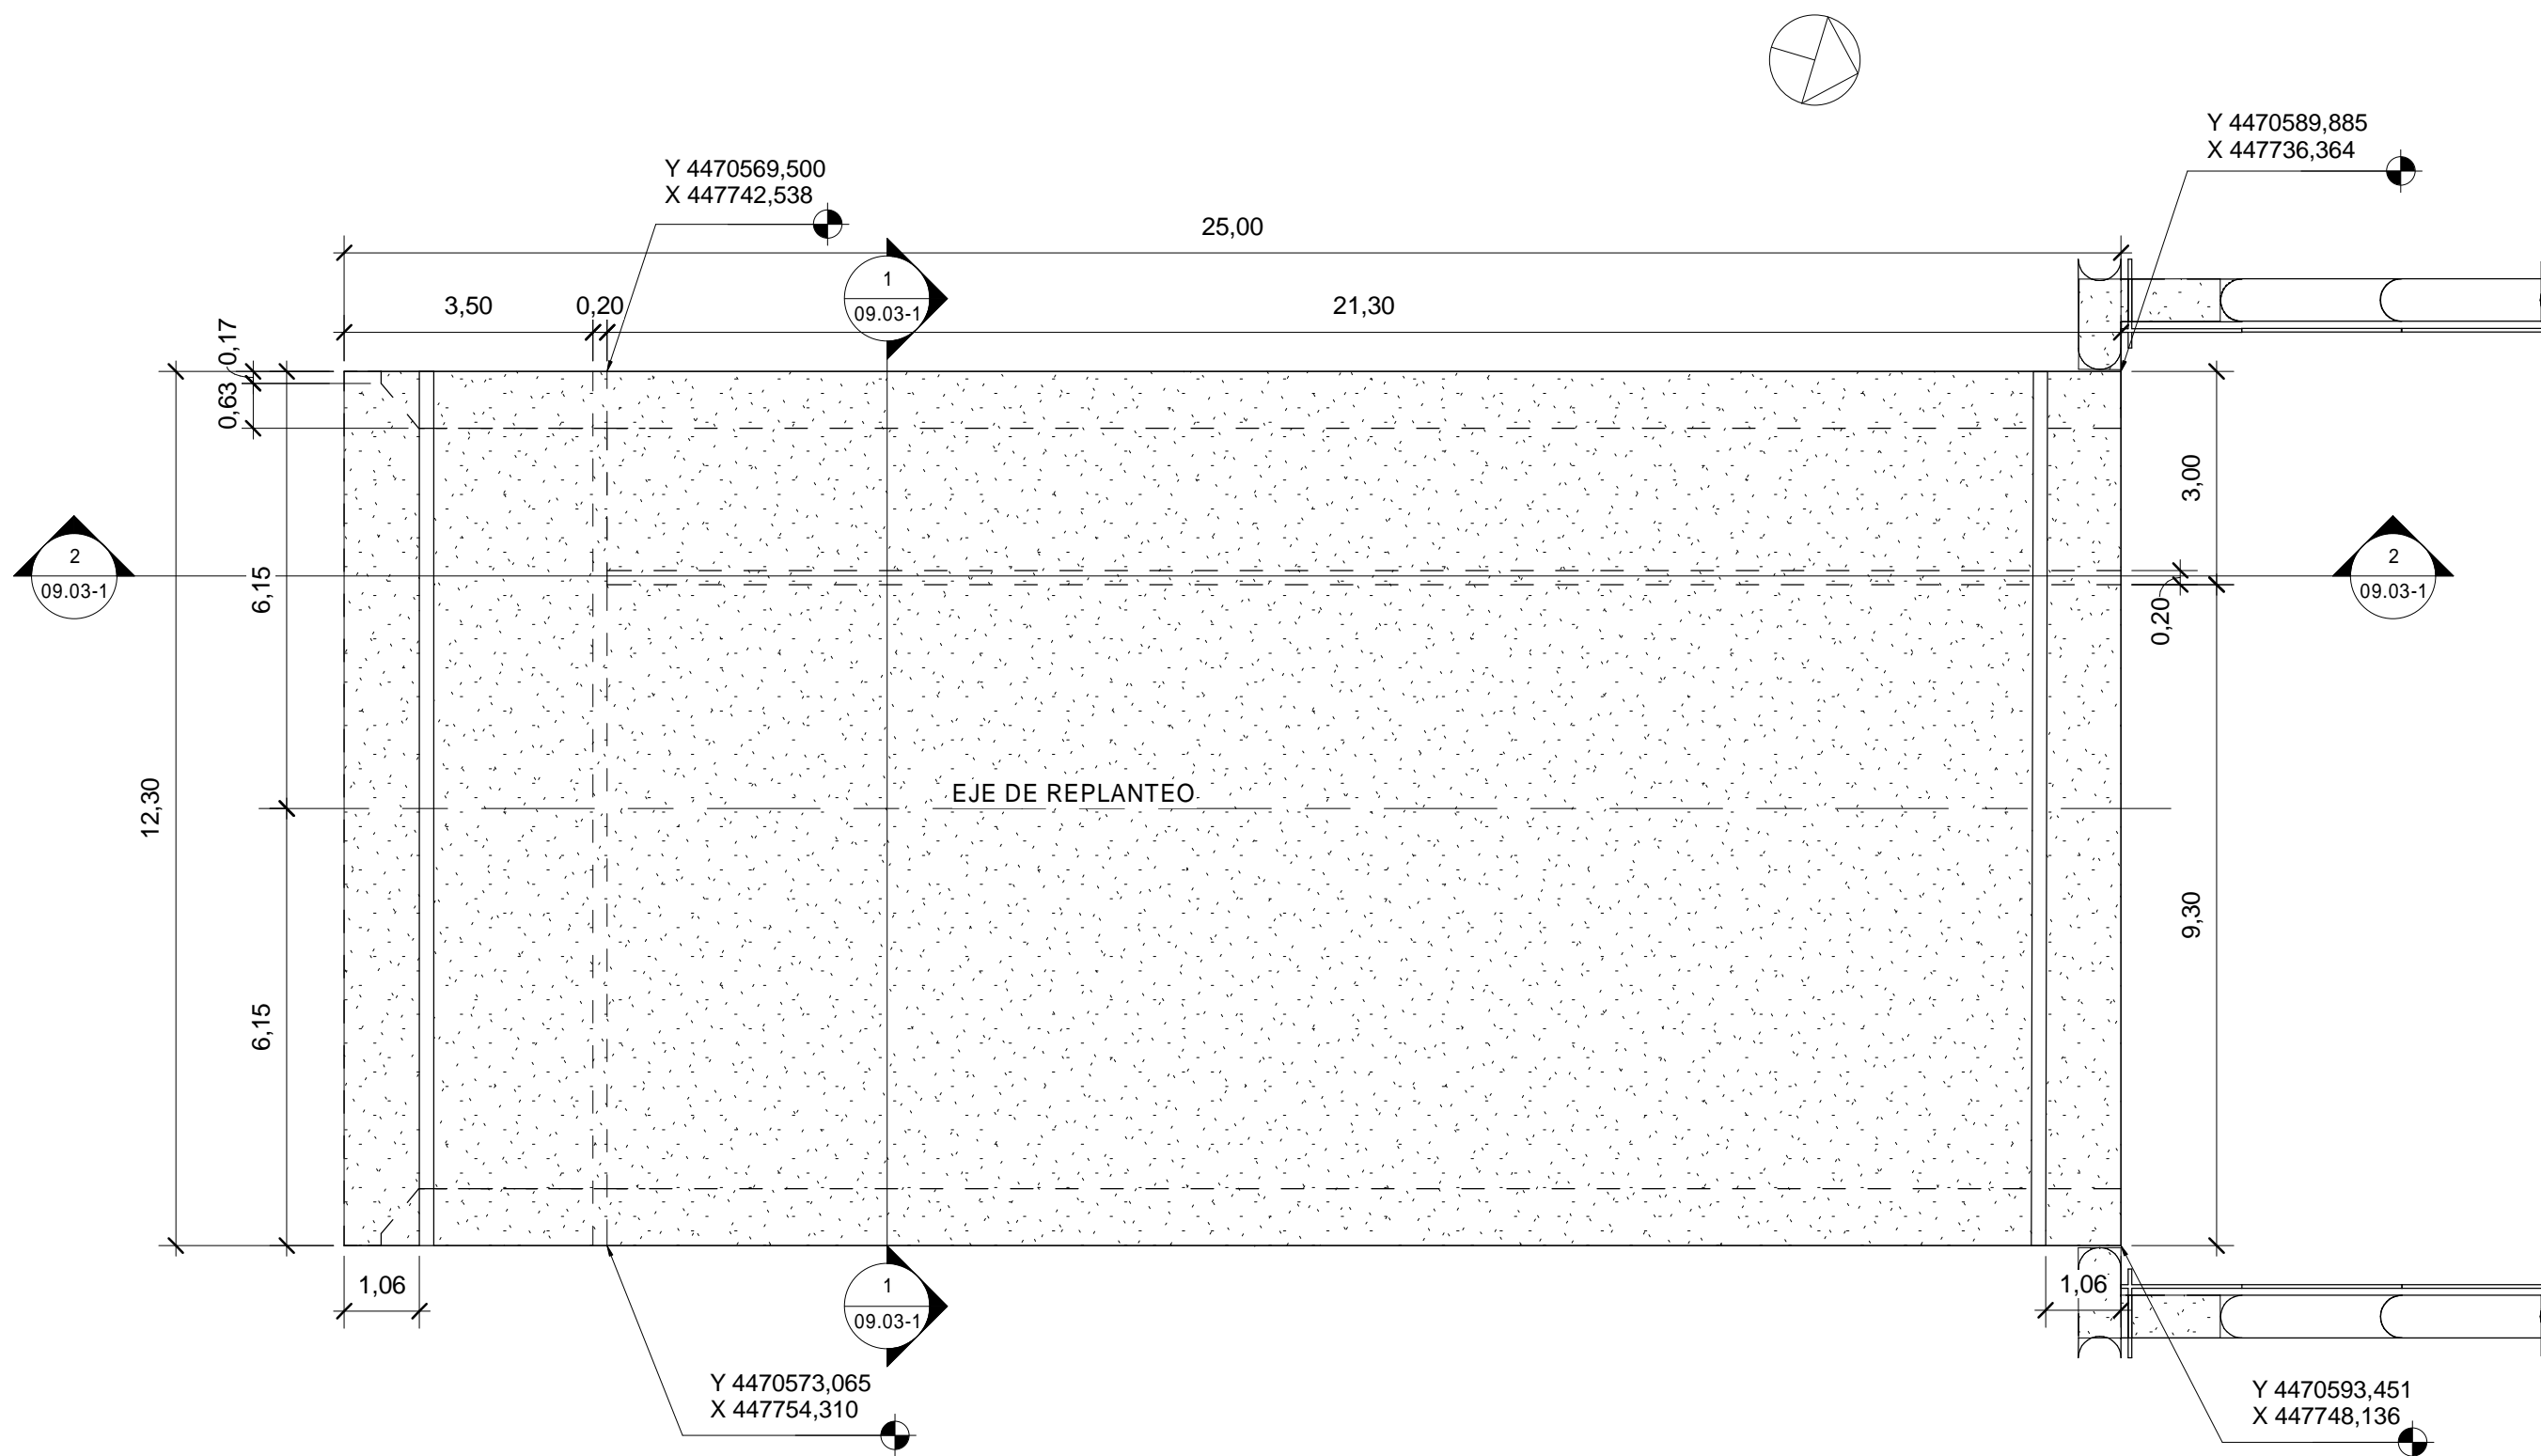 Y 4470589,885
X 447736,364
Y 4470569,500
X 447742,538
25,00
1
09.03-1
3,50
0,20
21,30
0,17
0,63
3,00
2
09.03-1
6,15
2
09.03-1
0,20
EJE DE REPLANTEO
12,30
9,30
6,15
1,06
1
09.03-1
1,06
Y 4470573,065
X 447754,310
Y 4470593,451
X 447748,136